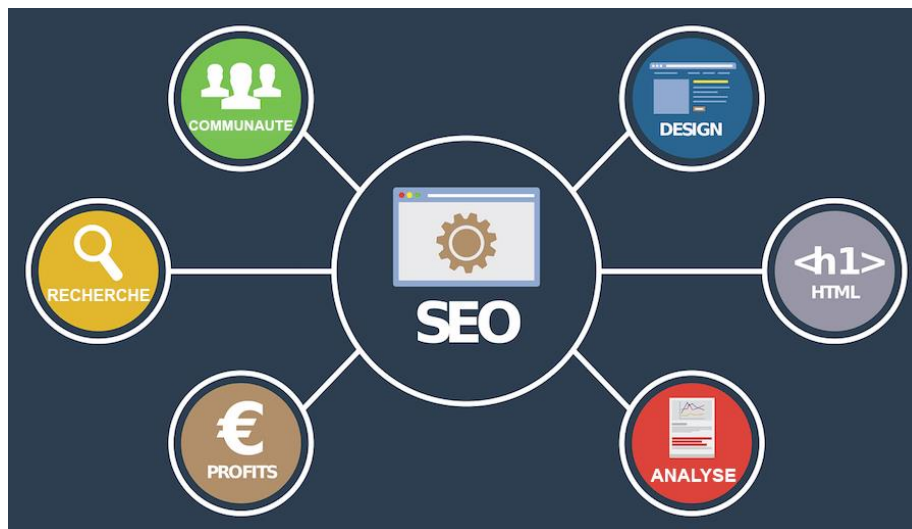 COMMUNAUTE
DESIGN
RECHERCHE
SEO
<h1>
HTML
€
PROFITS
ANALYSE